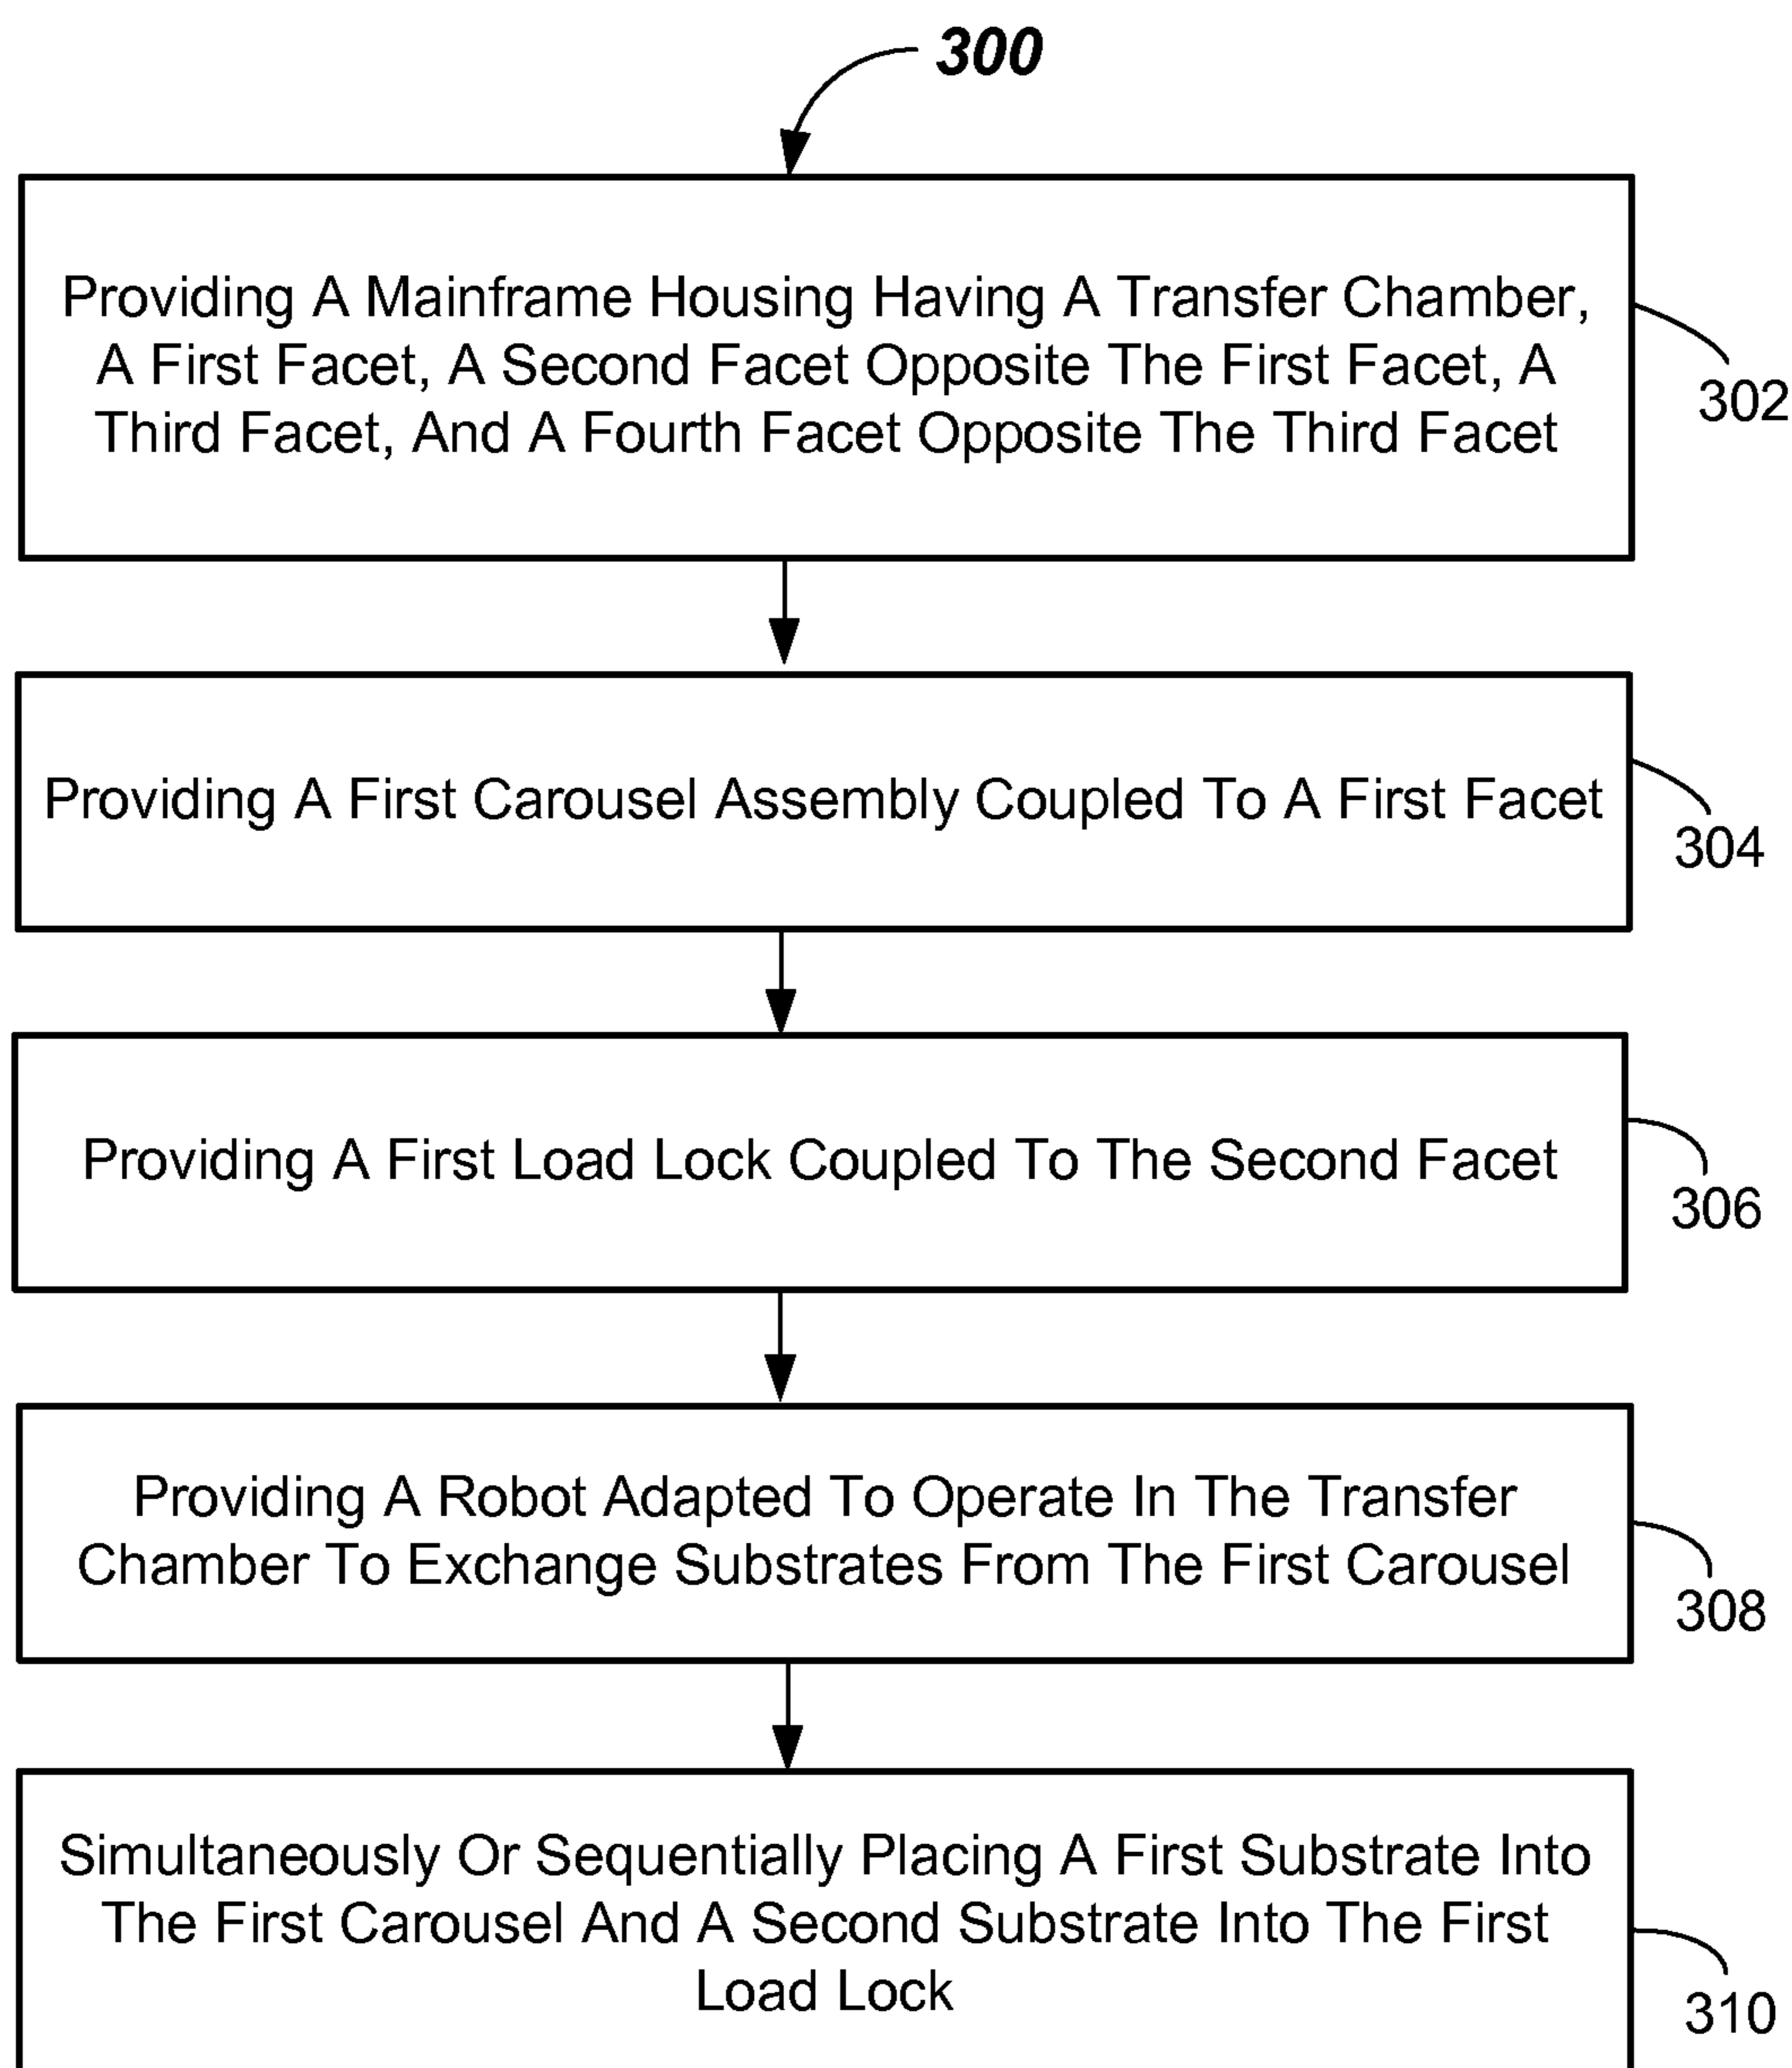 300
Providing A Mainframe Housing Having A Transfer Chamber,
A First Facet, A Second Facet Opposite The First Facet, A
Third Facet, And A Fourth Facet Opposite The Third Facet
302
Providing A First Carousel Assembly Coupled To A First Facet
304
Providing A First Load Lock Coupled To The Second Facet
306
Providing A Robot Adapted To Operate In The Transfer
Chamber To Exchange Substrates From The First Carousel
308
Simultaneously Or Sequentially Placing A First Substrate Into
The First Carousel And A Second Substrate Into The First
Load Lock
310